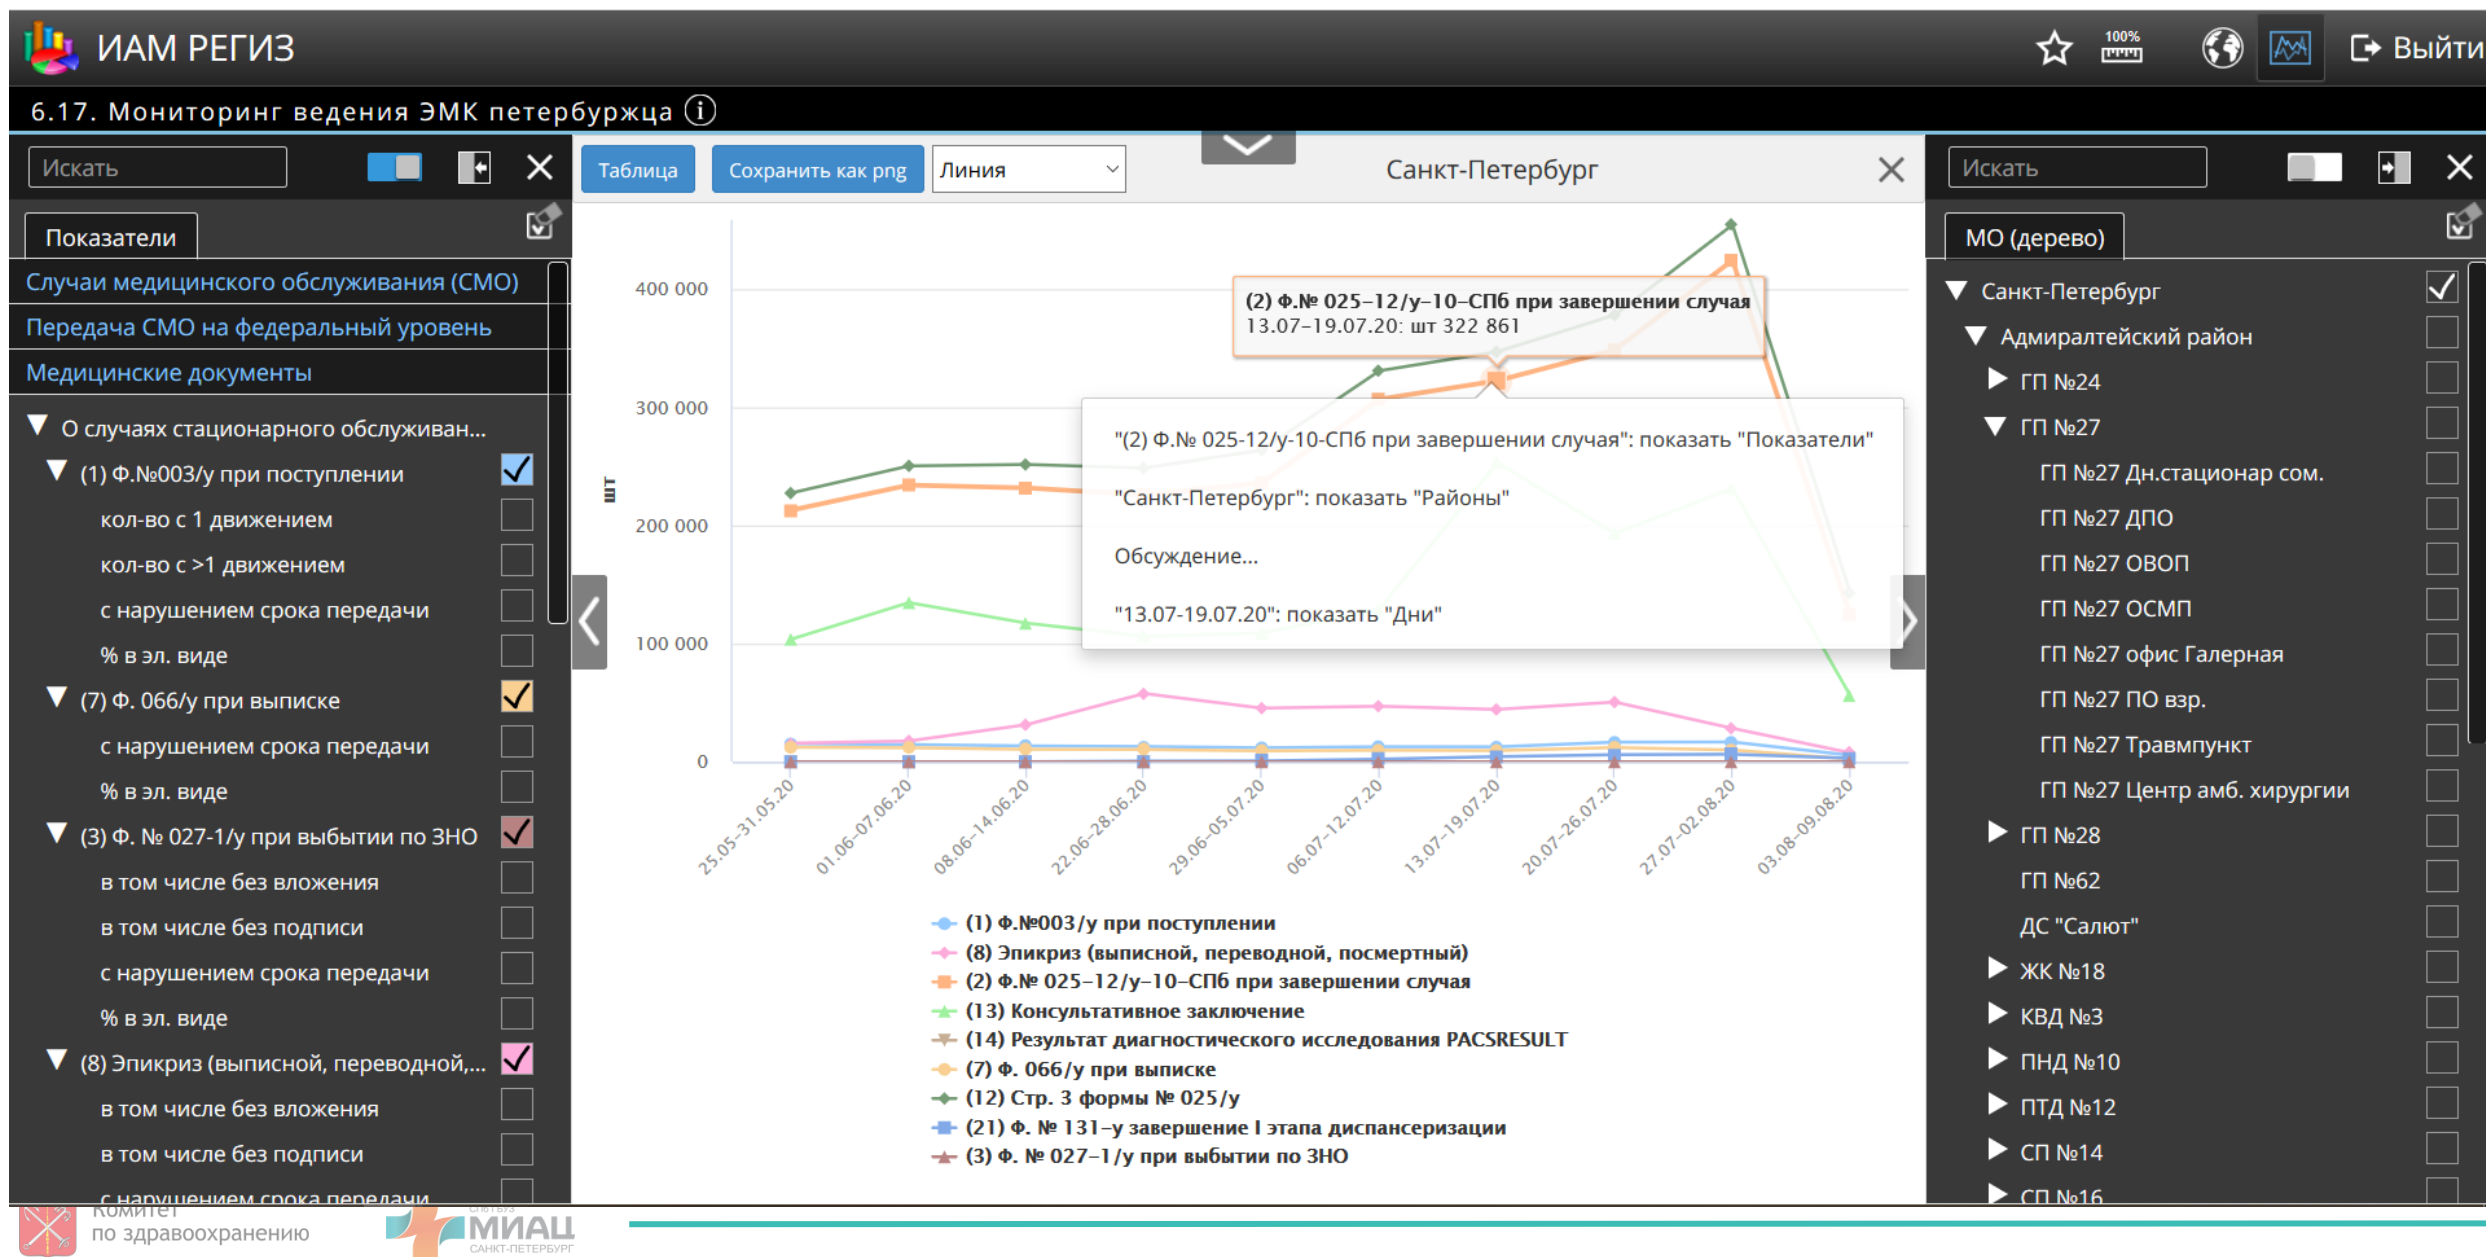 ИАМ РЕГИЗ
100%
Выйти
6.17. Мониторинг ведения ЭМК петербуржца
Искать
Показатели
Случаи медицинского обслуживания (СМО)
Передача СМО на федеральный уровень
Медицинские документы
О случаях стационарного обслуживан...
(1) Ф.№003/у при поступлении
кол-во с 1 движением
кол-во с >1 движением
с нарушением срока передачи
% в эл. виде
(7) Ф. 066/у при выписке
с нарушением срока передачи
% в эл. виде
(3) Ф. № 027-1/у при выбытии по ЗНО
в том числе без вложения
в том числе без подписи
с нарушением срока передачи
% в эл. виде
(8) Эпикриз (выписной, переводной,...
в том числе без вложения
в том числе без подписи
с нарушением срока передачи
Таблица
Сохранить как png
Линия
Санкт-Петербург
шт
400 000
300 000
200 000
100 000
0
(2) Ф.№ 025-12/у-10-СПб при завершении случая
13.07-19.07.20: шт 322 861
"(2) Ф.№ 025-12/у-10-СПб при завершении случая": показать "Показатели"
"Санкт-Петербург": показать "Районы"
Обсуждение...
"13.07-19.07.20": показать "Дни"
25.05-31.05.20
01.06-07.06.20
08.06-14.06.20
22.06-28.06.20
29.06-05.07.20
06.07-12.07.20
13.07-19.07.20
20.07-26.07.20
27.07-02.08.20
03.08-09.08.20
(1) Ф.№003/у при поступлении
(8) Эпикриз (выписной, переводной, посмертный)
(2) Ф.№ 025-12/у-10-СПб при завершении случая
(13) Консультативное заключение
(14) Результат диагностического исследования PACSRESULT
(7) Ф. 066/у при выписке
(12) Стр. 3 формы № 025/у
(21) Ф. № 131-у завершение I этапа диспансеризации
(3) Ф. № 027-1/у при выбытии по ЗНО
Искать
МО (дерево)
Санкт-Петербург
Адмиралтейский район
ГП №24
ГП №27
ГП №27 Дн.стационар сом.
ГП №27 ДПО
ГП №27 ОВОП
ГП №27 ОСМП
ГП №27 офис Галерная
ГП №27 ПО взр.
ГП №27 Травмпункт
ГП №27 Центр амб. хирургии
ГП №28
ГП №62
ДС "Салют"
ЖК №18
КВД №3
ПНД №10
ПТД №12
СП №14
СП №16
Комитет
по здравоохранению
СПб ГБУЗ
МИАЦ
САНКТ-ПЕТЕРБУРГ